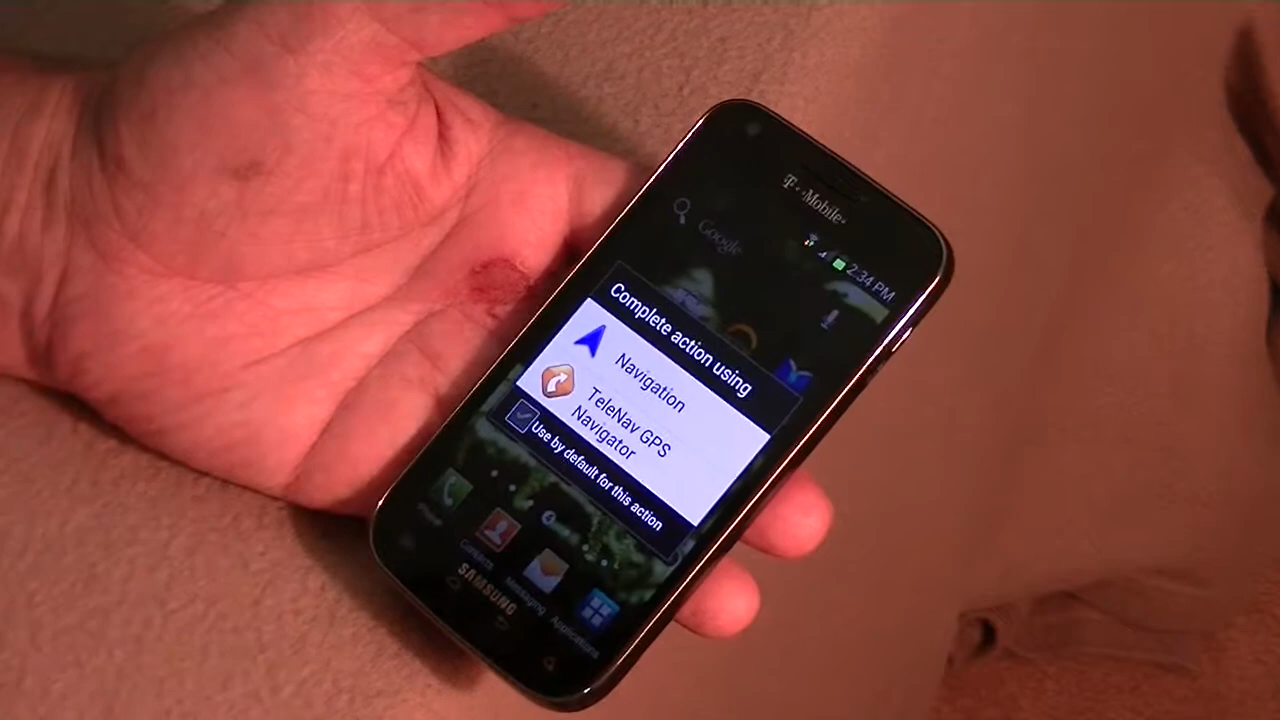 T··Mobile·
Google
2:34 PM
Complete action using
Navigation
TeleNav GPS
Navigator
Use by default for this action
Phone
Contacts
Messaging
Applications
SAMSUNG